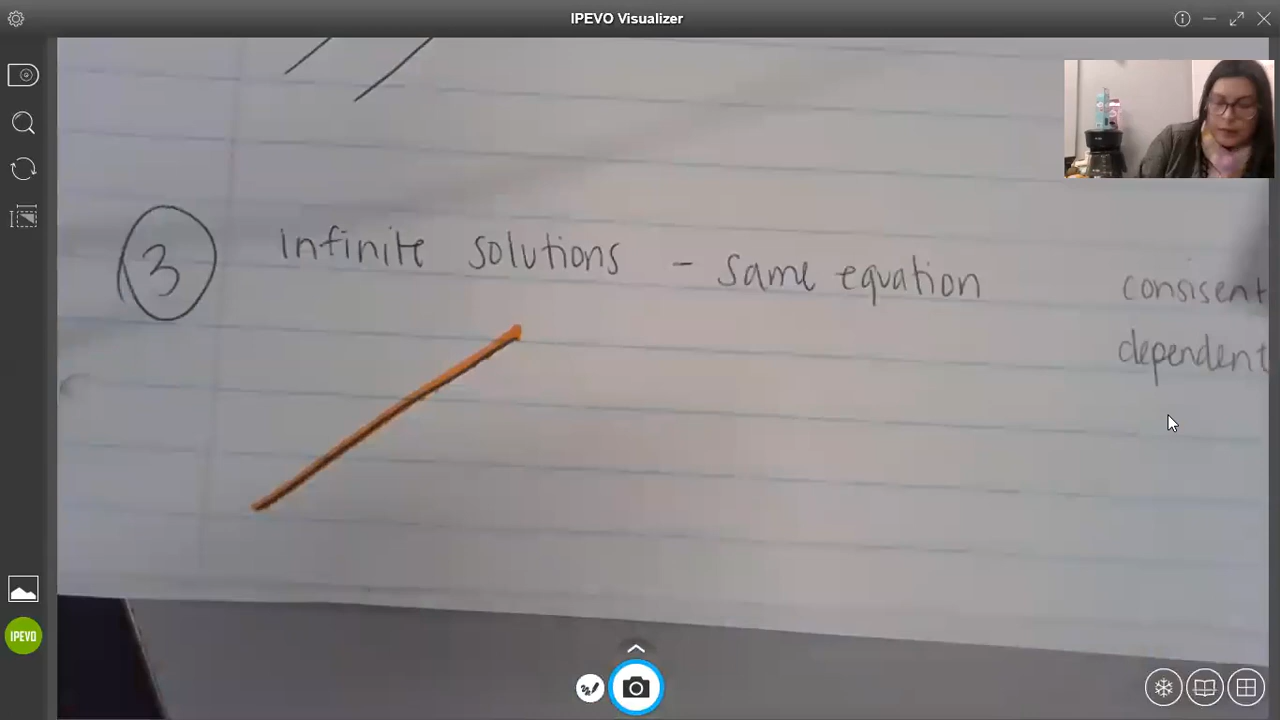 IPEVO Visualizer
3 infinite solutions - same equation consisent
dependent
IPEVO